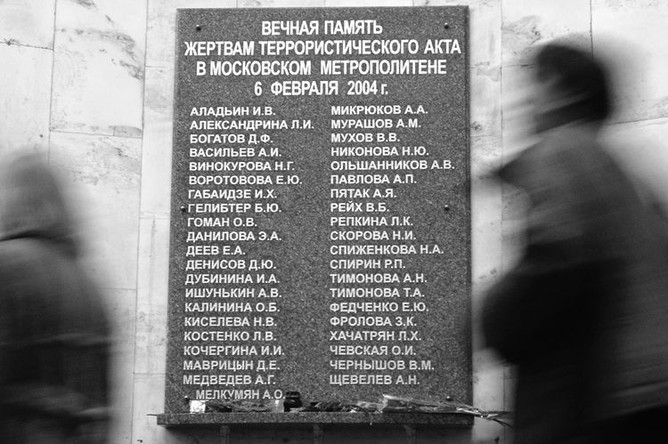 ВЕЧНАЯ ПАМЯТЬ
ЖЕРТВАМ ТЕРРОРИСТИЧЕСКОГО АКТА
В МОСКОВСКОМ МЕТРОПОЛИТЕНЕ
6 ФЕВРАЛЯ 2004 г.
АЛАДЬИН И.В.
АЛЕКСАНДРИНА Л.И.
БОГАТОВ Д.Ф.
ВАСИЛЬЕВ А.И.
ВИНОКУРОВА Н.Г.
ВОРОТОВОВА Е.Ю.
ГАБАИДЗЕ И.Х.
ГЕЛИБТЕР Б.Ю.
ГОМАН О.В.
ДАНИЛОВА Э.А.
ДЕЕВ Е.А.
ДЕНИСОВ Д.Ю.
ДУБИНИНА И.А.
ИШУНЬКИН А.В.
КАЛИНИНА О.Б.
КИСЕЛЕВА Н.В.
КОСТЕНКО Л.В.
КОЧЕРГИНА И.И.
МАВРИЦЫН Д.Е.
МЕДВЕДЕВ А.Г.
МЕЛКУМЯН А.О.
МИКРЮКОВ А.А.
МУРАШОВ А.М.
МУХОВ В.В.
НИКОНОВА Н.Ю.
ОЛЬШАННИКОВ А.В.
ПАВЛОВА А.П.
ПЯТАК А.Я.
РЕЙХ В.Б.
РЕПКИНА Л.К.
СКОРОВА Н.И.
СПИЖЕНКОВА Н.А.
СПИРИН Р.П.
ТИМОНОВА А.Н.
ТИМОНОВА Т.А.
ФЕДЧЕНКО Е.Ю.
ФРОЛОВА З.К.
ХАЧАТРЯН Л.Х.
ЧЕВСКАЯ О.И.
ЧЕРНЫШОВ В.М.
ЩЕВЕЛЕВ А.Н.